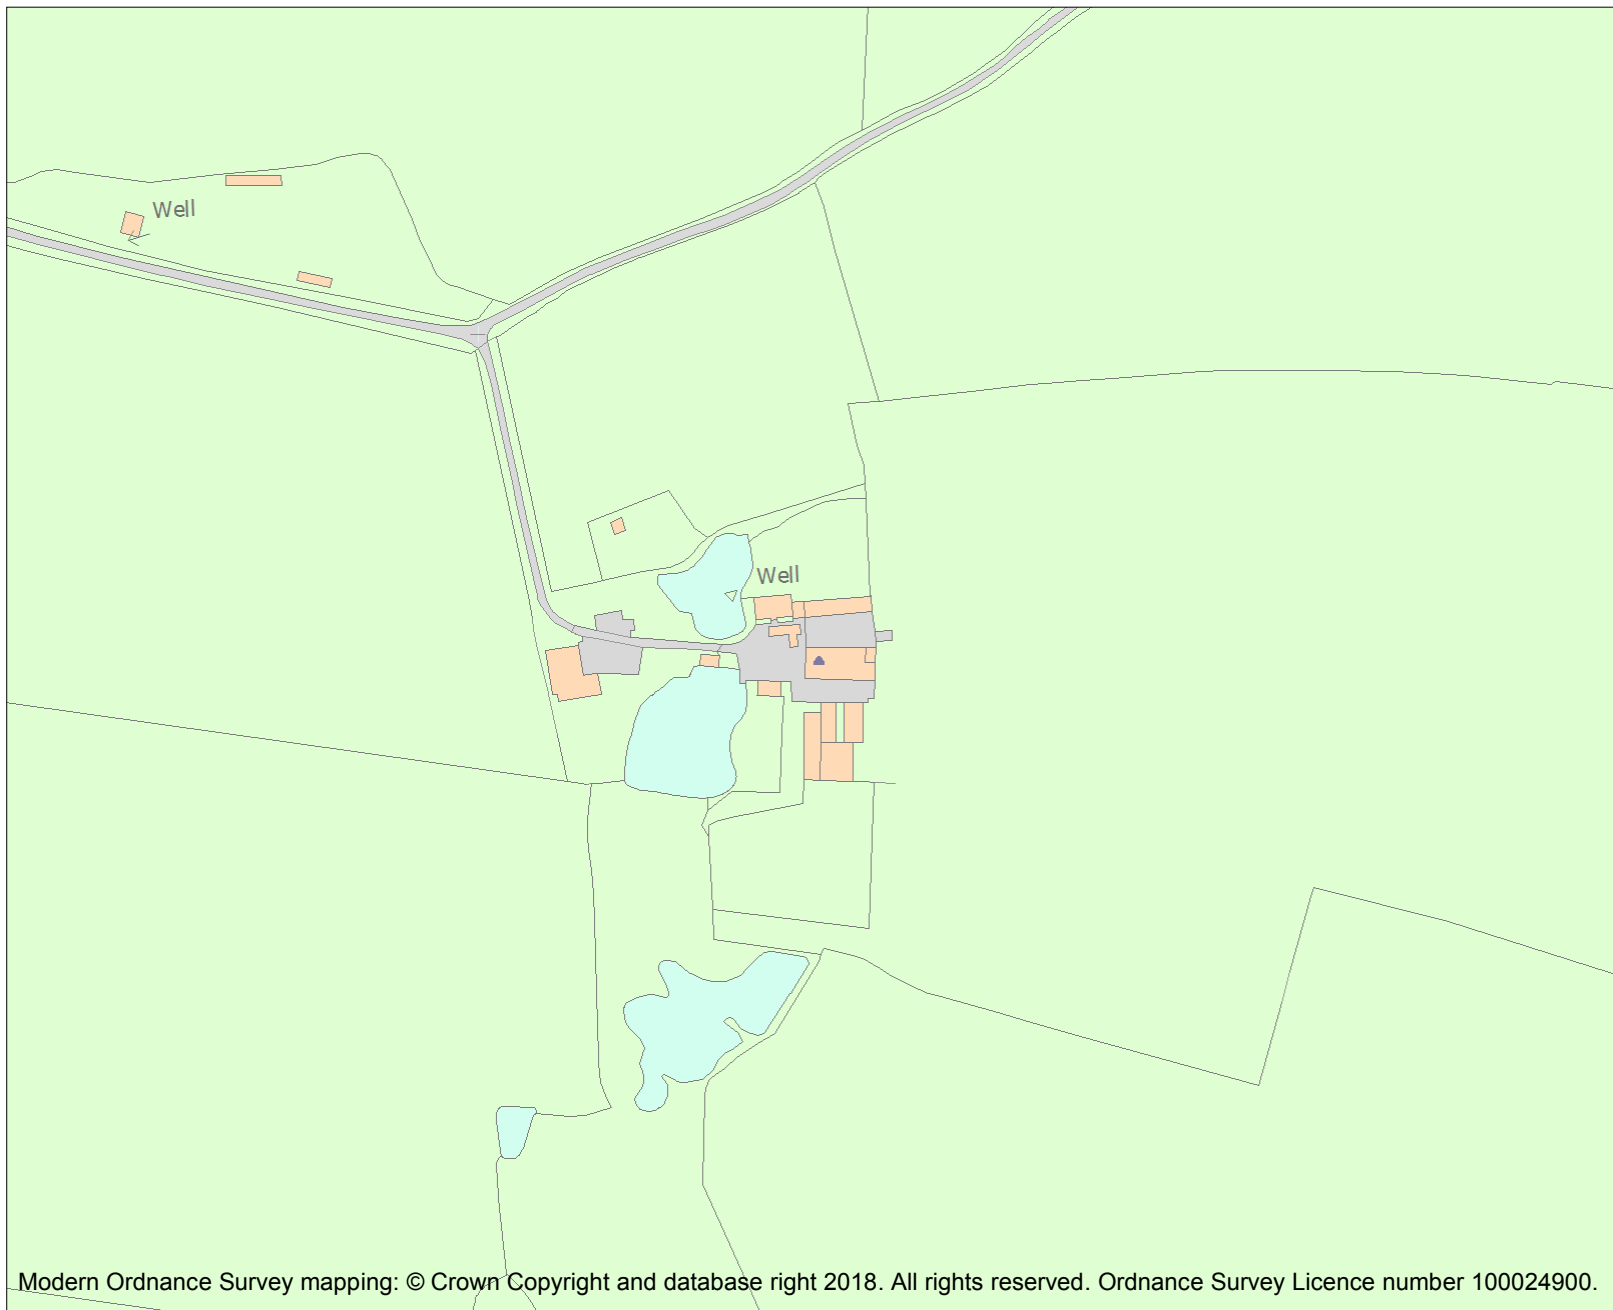 Well
Well
Modern Ordnance Survey mapping: © Crown Copyright and database right 2018. All rights reserved. Ordnance Survey Licence number 100024900.